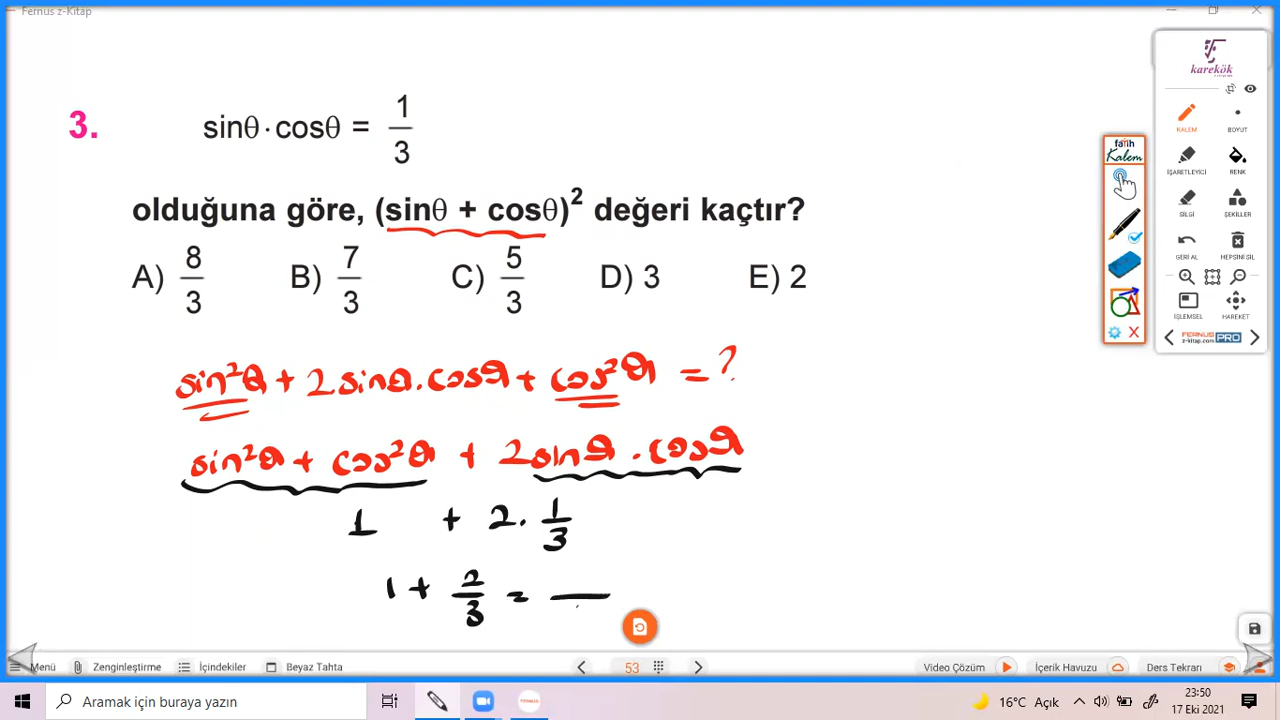 Fernus z-Kitap
3. sinθ · cosθ = 1/3
olduğuna göre, (sinθ + cosθ)² değeri kaçtır?
A) 8/3 B) 7/3 C) 5/3 D) 3 E) 2
sin²θ + 2sinθ.cosθ + cos²θ = ?
sin²θ + cos²θ + 2sinθ.cosθ
1 + 2. 1/3
1 + 2/3 =
karekök
KALEM BOYUT
İŞARETLEYİCİ RENK
SİLGİ ŞEKİLLER
GERİ AL HEPSİNİ SİL
İŞLEMSEL HAREKET
FERNUS z-kitap.com PRO
fatih Kalem
Menü Zenginleştirme İçindekiler Beyaz Tahta 53 Video Çözüm İçerik Havuzu Ders Tekrarı
Aramak için buraya yazın 16°C Açık 23:50
17 Eki 2021